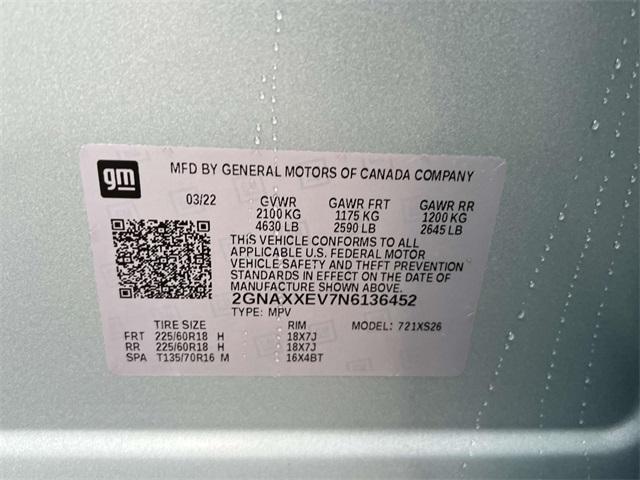 gm
MFD BY GENERAL MOTORS OF CANADA COMPANY
03/22 GVWR GAWR FRT GAWR RR
2100 KG 1175 KG 1200 KG
4630 LB 2590 LB 2645 LB
THIS VEHICLE CONFORMS TO ALL
APPLICABLE U.S. FEDERAL MOTOR
VEHICLE SAFETY AND THEFT PREVENTION
STANDARDS IN EFFECT ON THE DATE OF
MANUFACTURE SHOWN ABOVE.
2GNAXXEV7N6136452
TYPE: MPV
TIRE SIZE RIM MODEL: 721XS26
FRT 225/60R18 H 18X7J
RR 225/60R18 H 18X7J
SPA T135/70R16 M 16X4BT